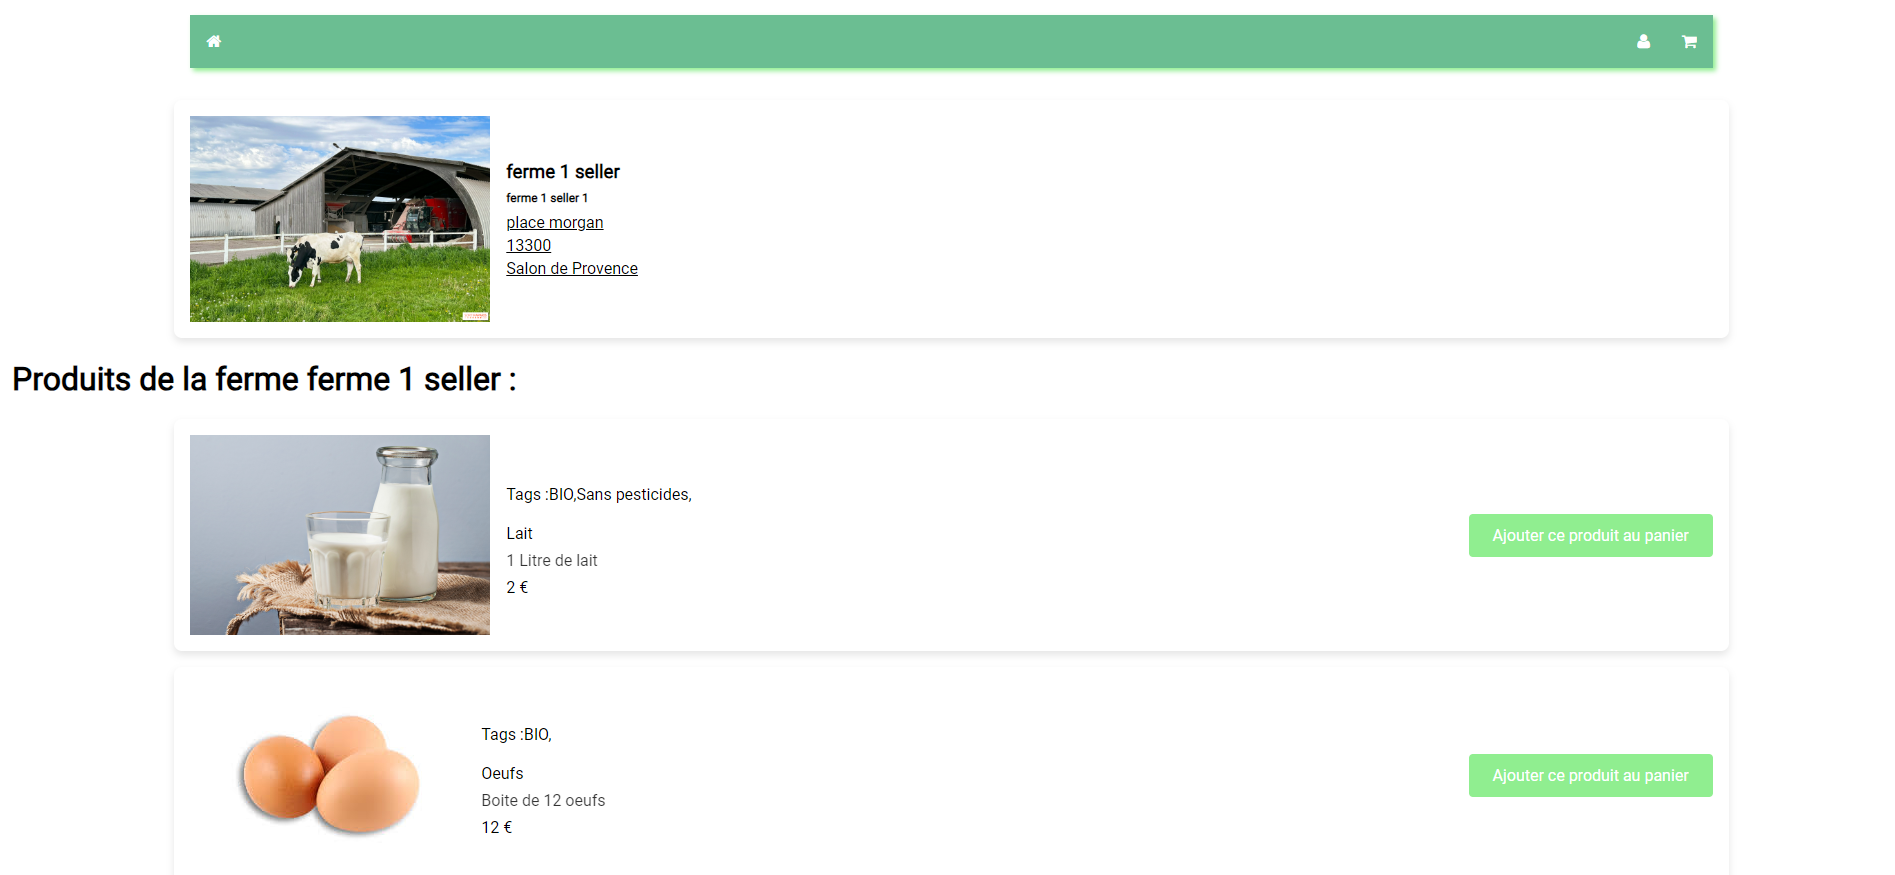 ferme 1 seller
ferme 1 seller 1
place morgan
13300
Salon de Provence
Produits de la ferme ferme 1 seller :
Tags :BIO,Sans pesticides,
Lait
1 Litre de lait
2 €
Ajouter ce produit au panier
Tags :BIO,
Oeufs
Boite de 12 oeufs
12 €
Ajouter ce produit au panier